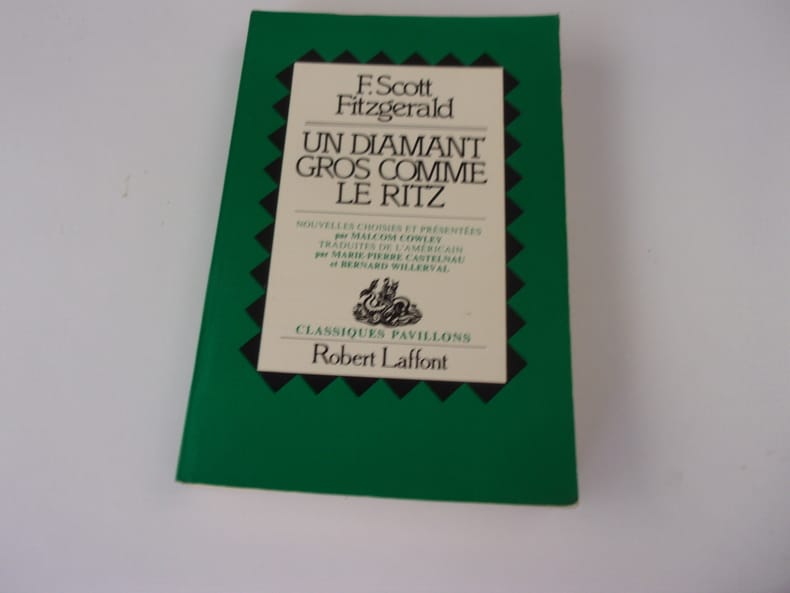 F. Scott
Fitzgerald
UN DIAMANT
GROS COMME
LE RITZ
NOUVELLES CHOISIES ET PRÉSENTÉES
par MALCOM COWLEY
TRADUITES DE L'AMÉRICAIN
par MARIE-PIERRE CASTELNAU
et BERNARD WILLERVAL
CLASSIQUES PAVILLONS
Robert Laffont